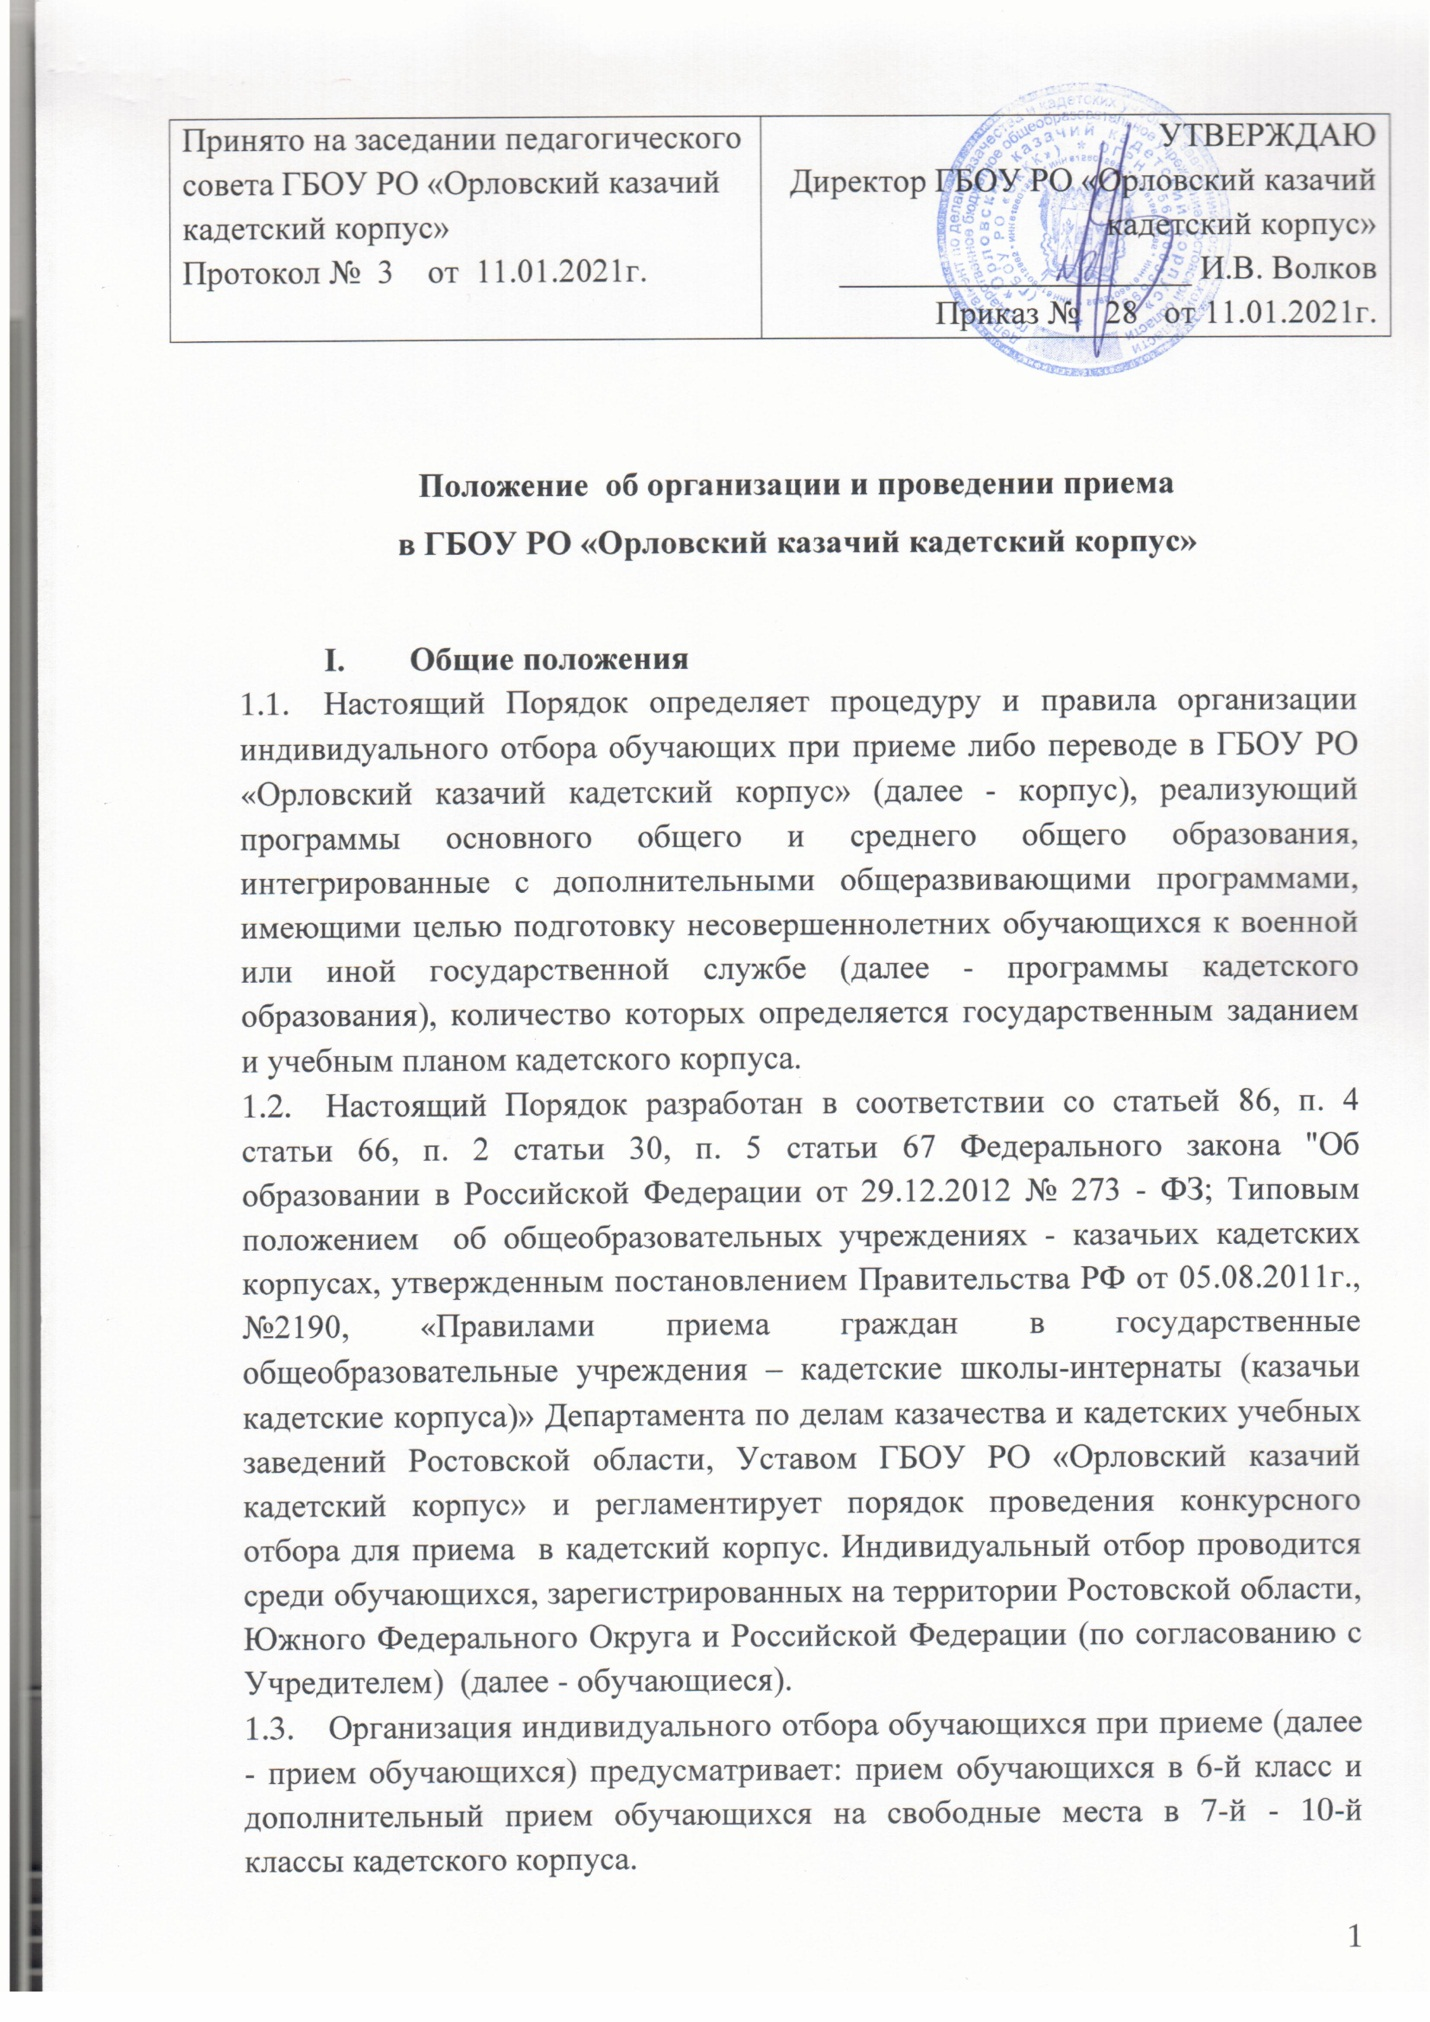 Принято на заседании педагогического
совета ГБОУ РО «Орловский казачий
кадетский корпус»
Протокол № 3 от 11.01.2021г.
УТВЕРЖДАЮ
Директор ГБОУ РО «Орловский казачий
кадетский корпус»
И.В. Волков
Приказ № 28 от 11.01.2021г.
Положение об организации и проведении приема
в ГБОУ РО «Орловский казачий кадетский корпус»
I. Общие положения
1.1. Настоящий Порядок определяет процедуру и правила организации
индивидуального отбора обучающих при приеме либо переводе в ГБОУ РО
«Орловский казачий кадетский корпус» (далее - корпус), реализующий
программы основного общего и среднего общего образования,
интегрированные с дополнительными общеразвивающими программами,
имеющими целью подготовку несовершеннолетних обучающихся к военной
или иной государственной службе (далее - программы кадетского
образования), количество которых определяется государственным заданием
и учебным планом кадетского корпуса.
1.2. Настоящий Порядок разработан в соответствии со статьей 86, п. 4
статьи 66, п. 2 статьи 30, п. 5 статьи 67 Федерального закона "Об
образовании в Российской Федерации от 29.12.2012 № 273 - ФЗ; Типовым
положением об общеобразовательных учреждениях - казачьих кадетских
корпусах, утвержденным постановлением Правительства РФ от 05.08.2011г.,
№2190, «Правилами приема граждан в государственные
общеобразовательные учреждения – кадетские школы-интернаты (казачьи
кадетские корпуса)» Департамента по делам казачества и кадетских учебных
заведений Ростовской области, Уставом ГБОУ РО «Орловский казачий
кадетский корпус» и регламентирует порядок проведения конкурсного
отбора для приема в кадетский корпус. Индивидуальный отбор проводится
среди обучающихся, зарегистрированных на территории Ростовской области,
Южного Федерального Округа и Российской Федерации (по согласованию с
Учредителем) (далее - обучающиеся).
1.3. Организация индивидуального отбора обучающихся при приеме (далее
- прием обучающихся) предусматривает: прием обучающихся в 6-й класс и
дополнительный прием обучающихся на свободные места в 7-й - 10-й
классы кадетского корпуса.
1